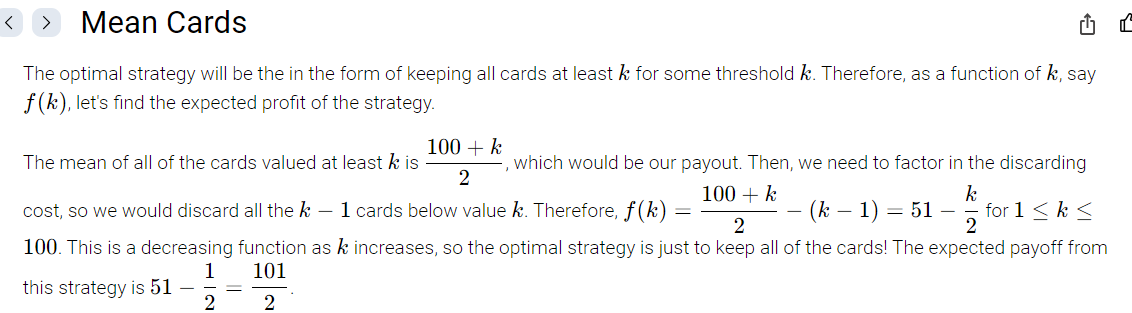 Mean Cards
The optimal strategy will be the in the form of keeping all cards at least k for some threshold k. Therefore, as a function of k, say
f(k), let's find the expected profit of the strategy.
The mean of all of the cards valued at least k is \frac{100 + k}{2}, which would be our payout. Then, we need to factor in the discarding
cost, so we would discard all the k − 1 cards below value k. Therefore, f(k) = \frac{100 + k}{2} − (k − 1) = 51 − \frac{k}{2} for 1 ≤ k ≤
100. This is a decreasing function as k increases, so the optimal strategy is just to keep all of the cards! The expected payoff from
this strategy is 51 − \frac{1}{2} = \frac{101}{2}.